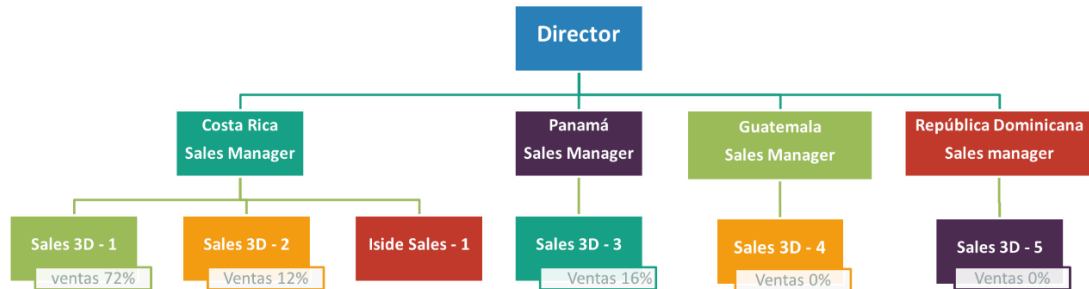 Director
Costa Rica
Sales Manager
Panamá
Sales Manager
Guatemala
Sales Manager
República Dominicana
Sales manager
Sales 3D - 1
ventas 72%
Sales 3D - 2
Ventas 12%
Iside Sales - 1
Sales 3D - 3
Ventas 16%
Sales 3D - 4
Ventas 0%
Sales 3D - 5
Ventas 0%